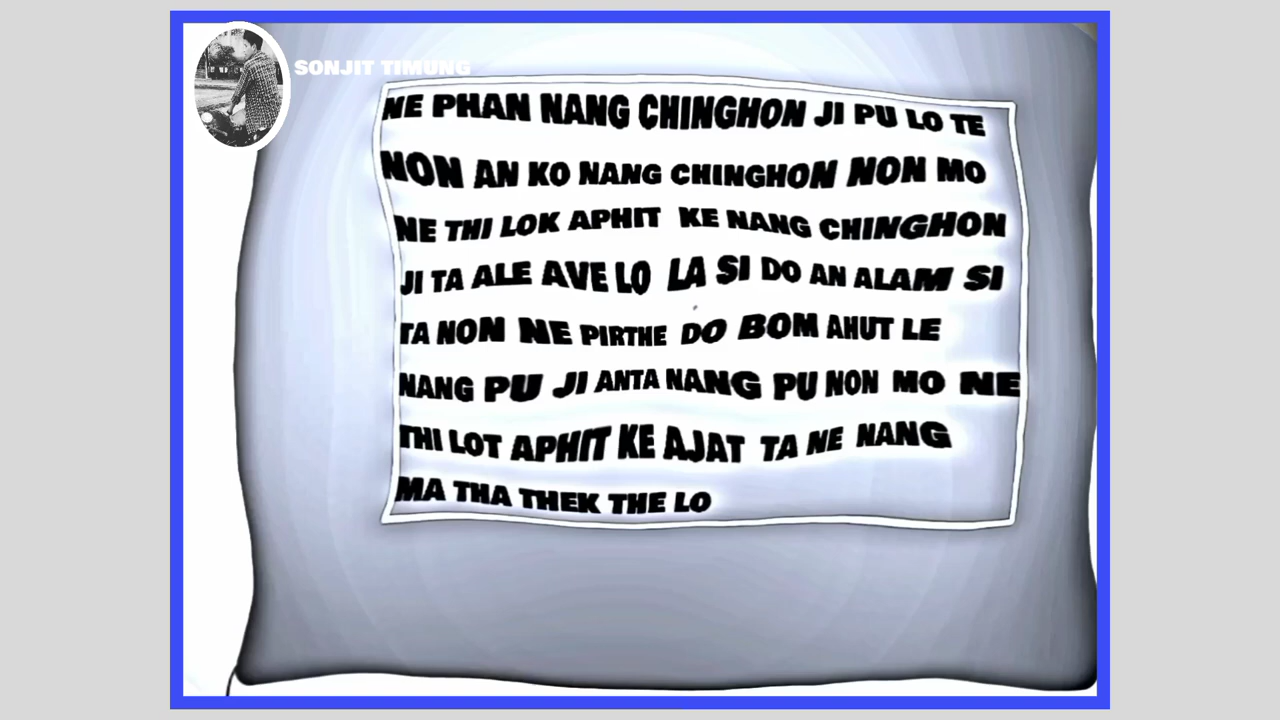 SONJIT TIMUNG
NE PHAN NANG CHINGHON JI PU LO TE
NON AN KO NANG CHINGHON NON MO
NE THI LOK APHIT KE NANG CHINGHON
JI TA ALE AVE LO LA SI DO AN ALAM SI
TA NON NE PIRTHE DO BOM AHUT LE
NANG PU JI ANTA NANG PU NON MO NE
THI LOT APHIT KE AJAT TA NE NANG
MA THA THEK THE LO